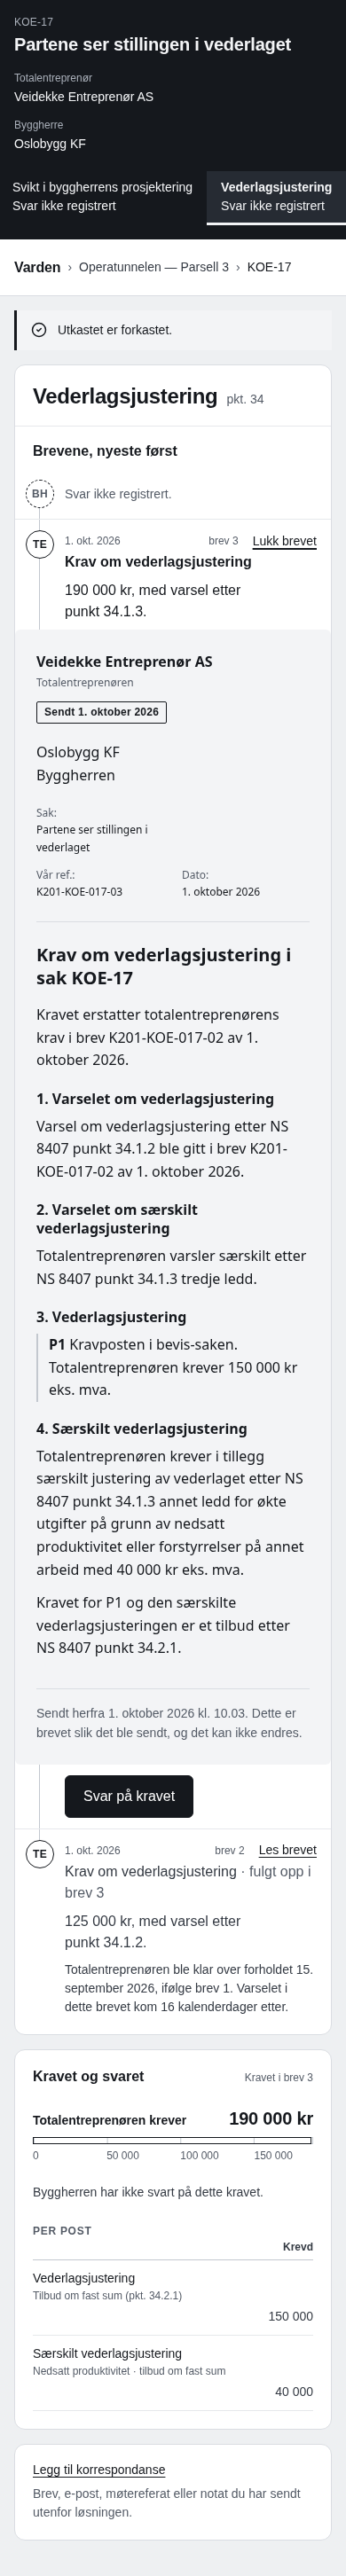 KOE-17
Partene ser stillingen i vederlaget
Totalentreprenør
Veidekke Entreprenør AS
Byggherre
Oslobygg KF
Svikt i byggherrens prosjektering
Svar ikke registrert
Vederlagsjustering
Svar ikke registrert
Varden › Operatunnelen — Parsell 3 › KOE-17
Utkastet er forkastet.
Vederlagsjustering pkt. 34
Brevene, nyeste først
BH Svar ikke registrert.
TE 1. okt. 2026 brev 3 Lukk brevet
Krav om vederlagsjustering
190 000 kr, med varsel etter
punkt 34.1.3.
Veidekke Entreprenør AS
Totalentreprenøren
Sendt 1. oktober 2026
Oslobygg KF
Byggherren
Sak:
Partene ser stillingen i
vederlaget
Vår ref.: Dato:
K201-KOE-017-03 1. oktober 2026
Krav om vederlagsjustering i
sak KOE-17
Kravet erstatter totalentreprenørens
krav i brev K201-KOE-017-02 av 1.
oktober 2026.
1. Varselet om vederlagsjustering
Varsel om vederlagsjustering etter NS
8407 punkt 34.1.2 ble gitt i brev K201-
KOE-017-02 av 1. oktober 2026.
2. Varselet om særskilt
vederlagsjustering
Totalentreprenøren varsler særskilt etter
NS 8407 punkt 34.1.3 tredje ledd.
3. Vederlagsjustering
P1 Kravposten i bevis-saken.
Totalentreprenøren krever 150 000 kr
eks. mva.
4. Særskilt vederlagsjustering
Totalentreprenøren krever i tillegg
særskilt justering av vederlaget etter NS
8407 punkt 34.1.3 annet ledd for økte
utgifter på grunn av nedsatt
produktivitet eller forstyrrelser på annet
arbeid med 40 000 kr eks. mva.
Kravet for P1 og den særskilte
vederlagsjusteringen er et tilbud etter
NS 8407 punkt 34.2.1.
Sendt herfra 1. oktober 2026 kl. 10.03. Dette er
brevet slik det ble sendt, og det kan ikke endres.
Svar på kravet
TE 1. okt. 2026 brev 2 Les brevet
Krav om vederlagsjustering · fulgt opp i
brev 3
125 000 kr, med varsel etter
punkt 34.1.2.
Totalentreprenøren ble klar over forholdet 15.
september 2026, ifølge brev 1. Varselet i
dette brevet kom 16 kalenderdager etter.
Kravet og svaret Kravet i brev 3
Totalentreprenøren krever 190 000 kr
0 50 000 100 000 150 000
Byggherren har ikke svart på dette kravet.
PER POST
Krevd
Vederlagsjustering
Tilbud om fast sum (pkt. 34.2.1)
150 000
Særskilt vederlagsjustering
Nedsatt produktivitet · tilbud om fast sum
40 000
Legg til korrespondanse
Brev, e-post, møtereferat eller notat du har sendt
utenfor løsningen.